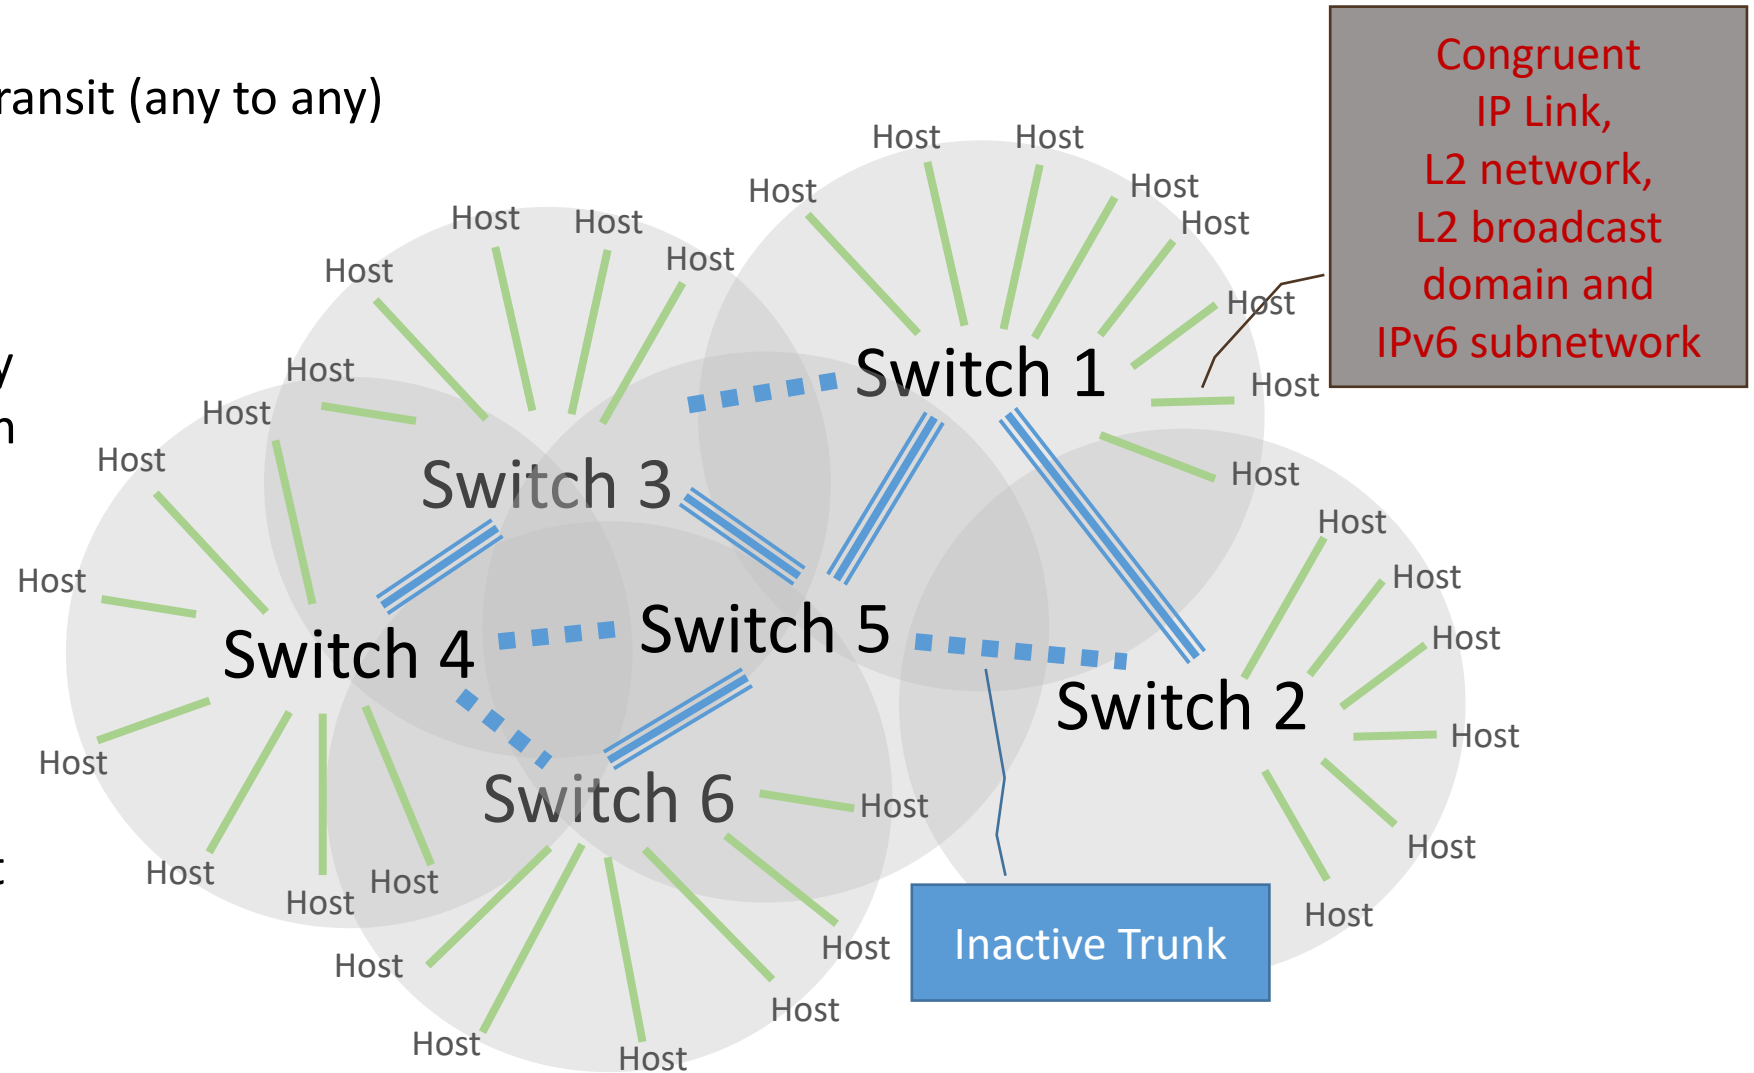 ransit (any to any)
Congruent
IP Link,
L2 network,
L2 broadcast
domain and
IPv6 subnetwork
Host
Host
Host
Host
Host
Host
Host
Host
Switch 1
Host
Host
Host
Host
Host
Switch 3
y
n
Host
Host
Host
Switch 4
Host
Host
Host
Host
Switch 5
Host
Host
Host
Host
Host
Host
Switch 2
Switch 6
Host
Host
Host
Host
Host
Host
t
Inactive Trunk